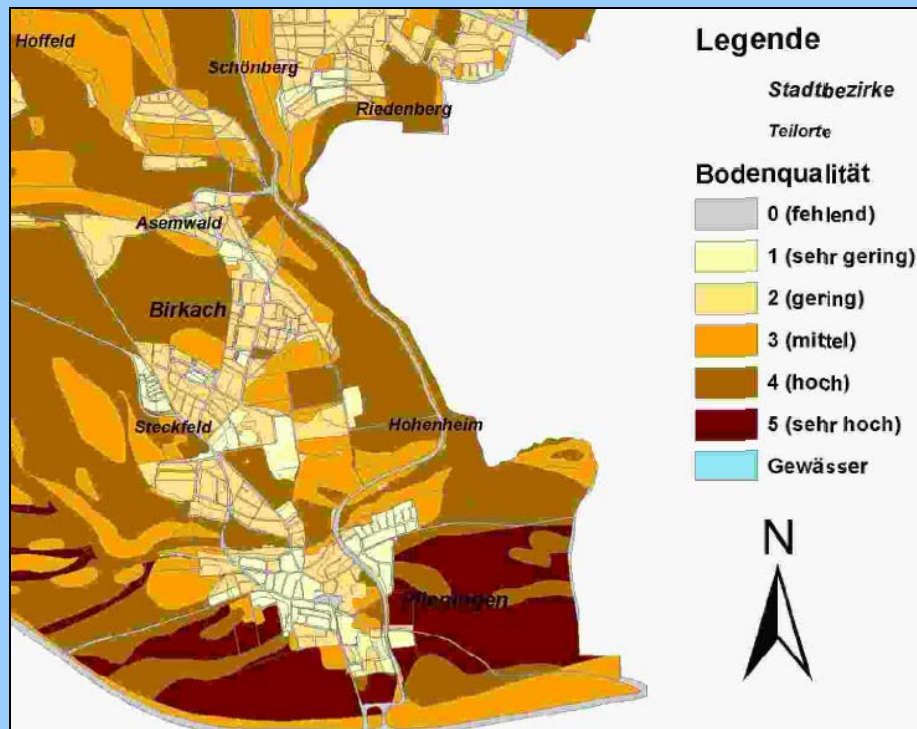 Hoffeld
Schönberg
Riedenberg
Asemwald
Birkach
Steckfeld
Hohenheim
Plieningen
Legende
Stadtbezirke
Teilorte
Bodenqualität
0 (fehlend)
1 (sehr gering)
2 (gering)
3 (mittel)
4 (hoch)
5 (sehr hoch)
Gewässer
N